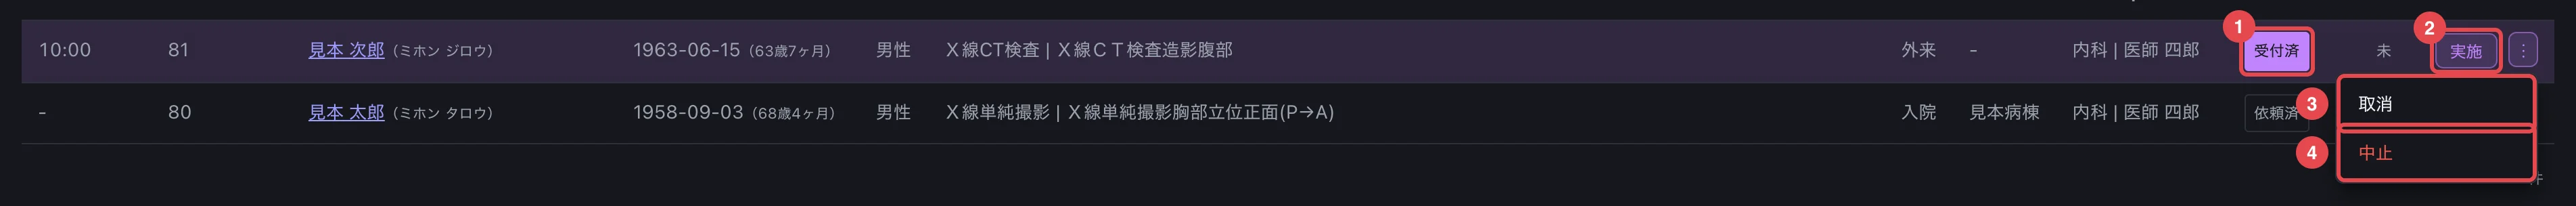 10:00 81 見本 次郎 (ミホン ジロウ) 1963-06-15 (63歳7ヶ月) 男性 X線CT検査 | X線CT検査造影腹部 外来 - 内科 | 医師 四郎 1 受付済 未 2 実施 ⋮
- 80 見本 太郎 (ミホン タロウ) 1958-09-03 (68歳4ヶ月) 男性 X線単純撮影 | X線単純撮影胸部立位正面(P→A) 入院 見本病棟 内科 | 医師 四郎 依頼済
3 取消
4 中止
件